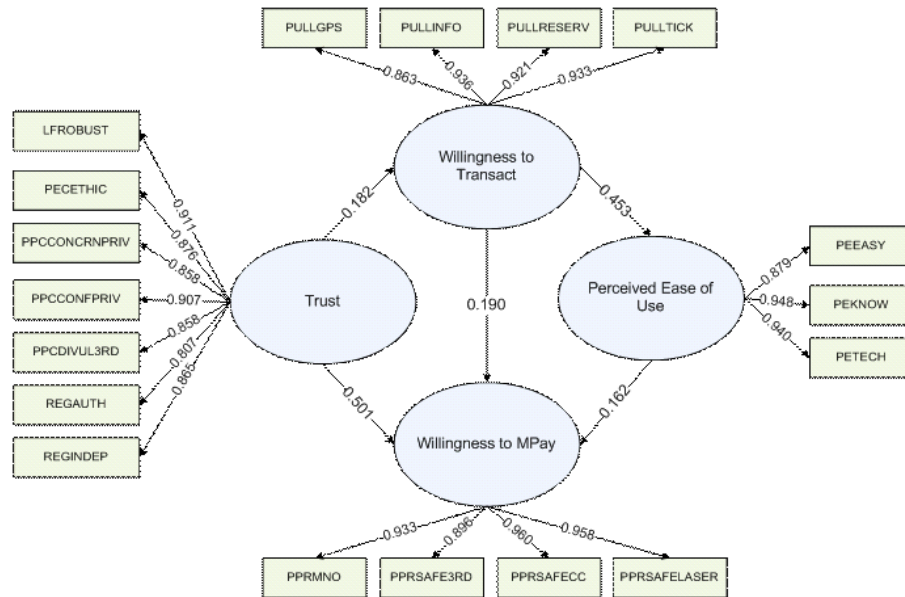 PULLGPS PULLINFO PULLRESERV PULLTICK
0.863 0.936 0.921 0.933
LFROBUST
PECETHIC
PPCCONCRNPRIV
PPCCONFPRIV
PPCDIVUL3RD
REGAUTH
REGINDEP
0.911
0.876
0.858
0.907
0.858
0.807
0.865
Trust
0.182
0.501
Willingness to
Transact
0.190
0.453
Perceived Ease of
Use
0.162
0.879
0.948
0.940
PEEASY
PEKNOW
PETECH
Willingness to MPay
0.933 0.896 0.960 0.958
PPRMNO PPRSAFE3RD PPRSAFECC PPRSAFELASER